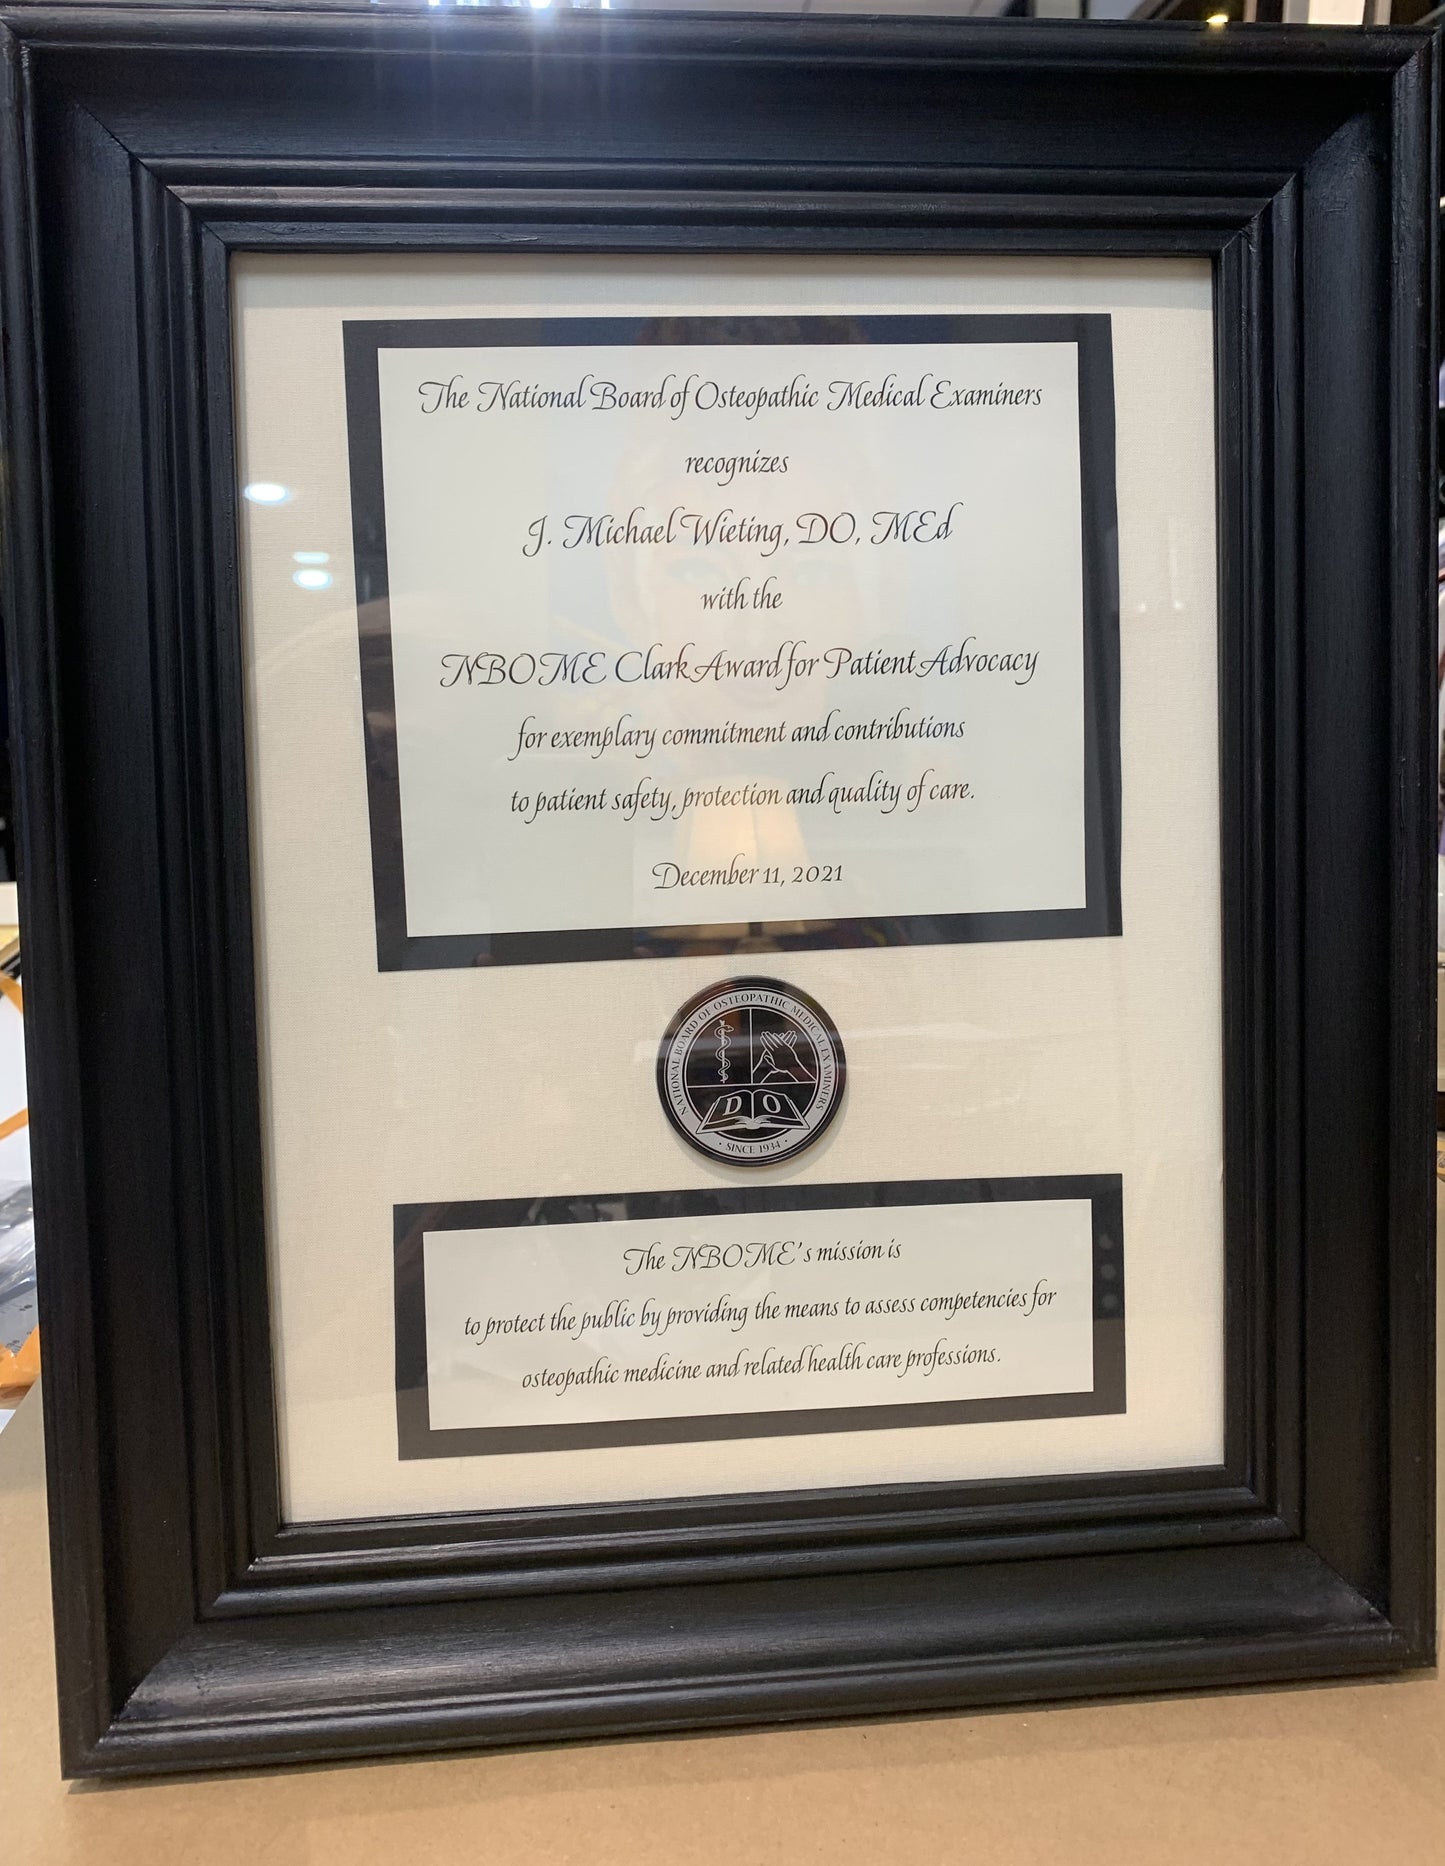 The National Board of Osteopathic Medical Examiners
recognizes
J. Michael Wieting, DO, MEd
with the
NBOME Clark Award for Patient Advocacy
for exemplary commitment and contributions
to patient safety, protection and quality of care.
December 11, 2021
NATIONAL BOARD OF OSTEOPATHIC MEDICAL EXAMINERS
D O
• SINCE 1934 •
The NBOME's mission is
to protect the public by providing the means to assess competencies for
osteopathic medicine and related health care professions.